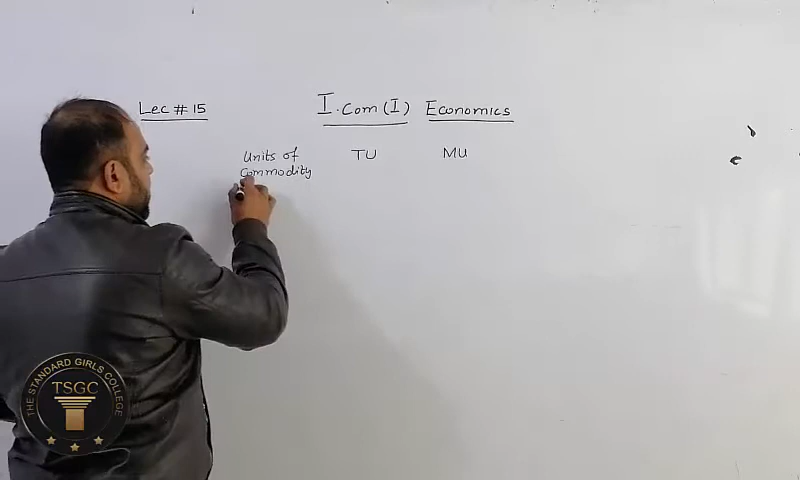 Lec # 15
I.Com (I) Economics
Units of TU MU
Commodity
THE STANDARD GIRLS COLLEGE
TSGC